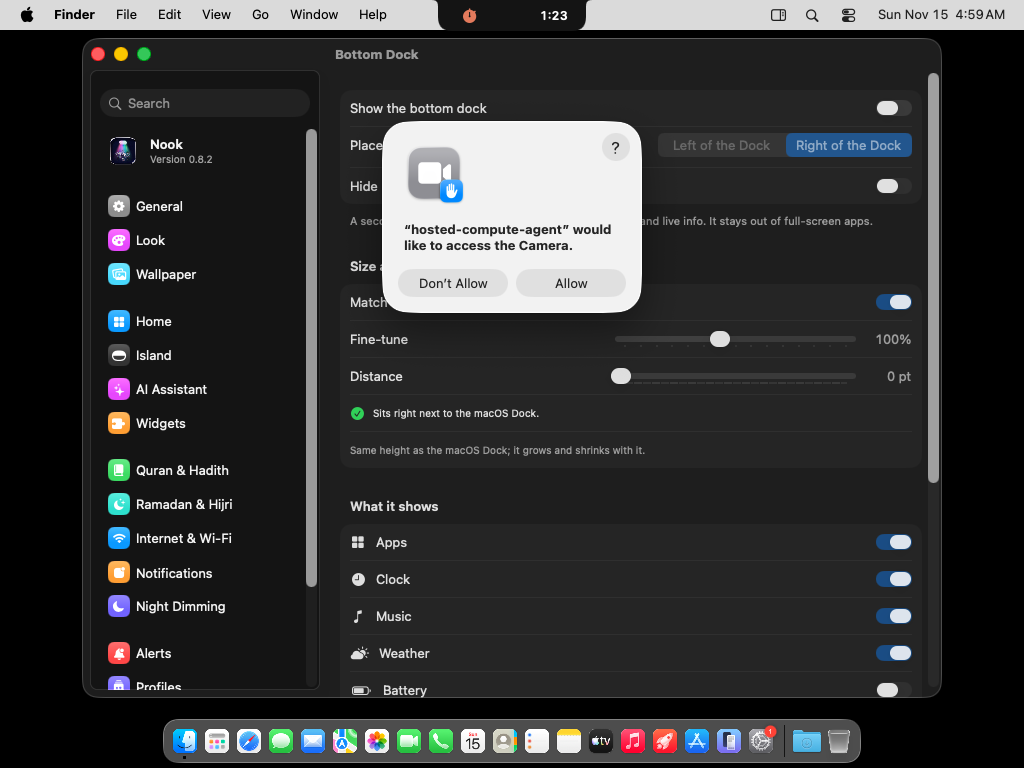 Finder File Edit View Go Window Help 1:23 Sun Nov 15 4:59 AM
Bottom Dock
Search
Nook
Version 0.8.2
General
Look
Wallpaper
Home
Island
AI Assistant
Widgets
Quran & Hadith
Ramadan & Hijri
Internet & Wi-Fi
Notifications
Night Dimming
Alerts
Profiles
Show the bottom dock
Place
Left of the Dock Right of the Dock
Hide
A seco
and live info. It stays out of full-screen apps.
?
“hosted-compute-agent” would
like to access the Camera.
Don't Allow Allow
Size a
Match
Fine-tune 100%
Distance 0 pt
Sits right next to the macOS Dock.
Same height as the macOS Dock; it grows and shrinks with it.
What it shows
Apps
Clock
Music
Weather
Battery
15
tv
1